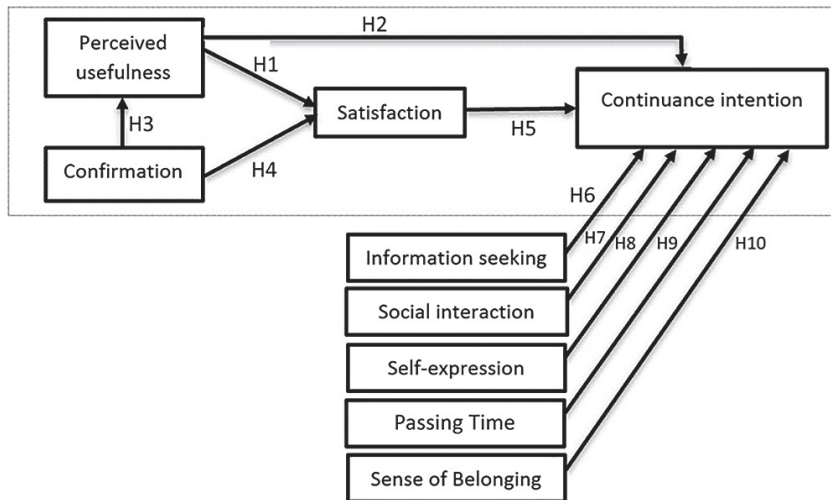 H2
Perceived
usefulness
H1
Continuance intention
Satisfaction
H5
H3
Confirmation
H4
H6
H7
H8
H9
H10
Information seeking
Social interaction
Self-expression
Passing Time
Sense of Belonging